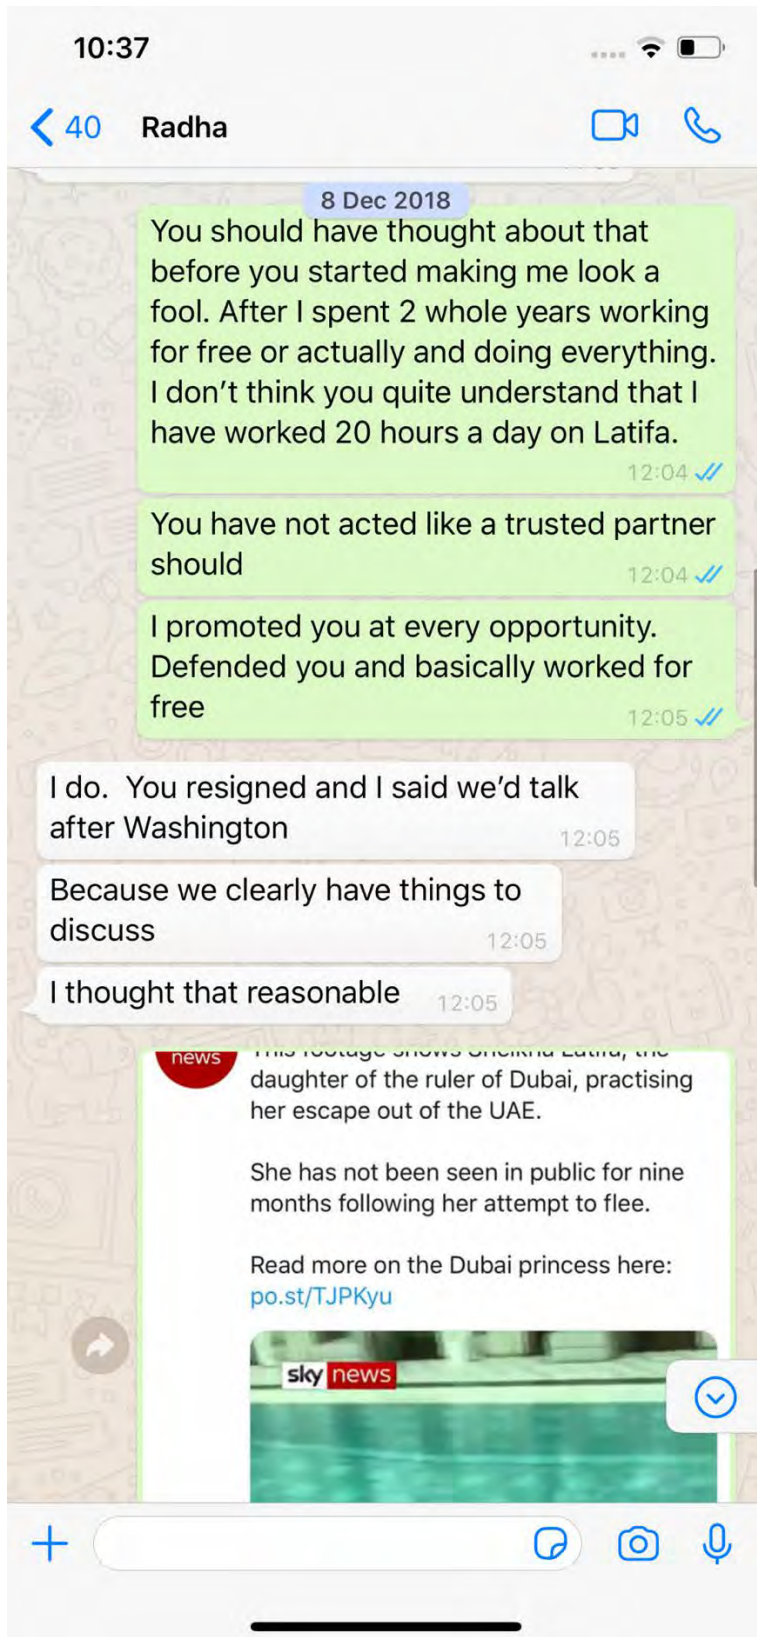 10:37
40 Radha
8 Dec 2018
You should have thought about that
before you started making me look a
fool. After I spent 2 whole years working
for free or actually and doing everything.
I don't think you quite understand that I
have worked 20 hours a day on Latifa.
12:04
You have not acted like a trusted partner
should
12:04
I promoted you at every opportunity.
Defended you and basically worked for
free
12:05
I do.  You resigned and I said we'd talk
after Washington
12:05
Because we clearly have things to
discuss
12:05
I thought that reasonable
12:05
news
This footage shows Sheikha Latifa, the
daughter of the ruler of Dubai, practising
her escape out of the UAE.
She has not been seen in public for nine
months following her attempt to flee.
Read more on the Dubai princess here:
po.st/TJPKyu
sky news